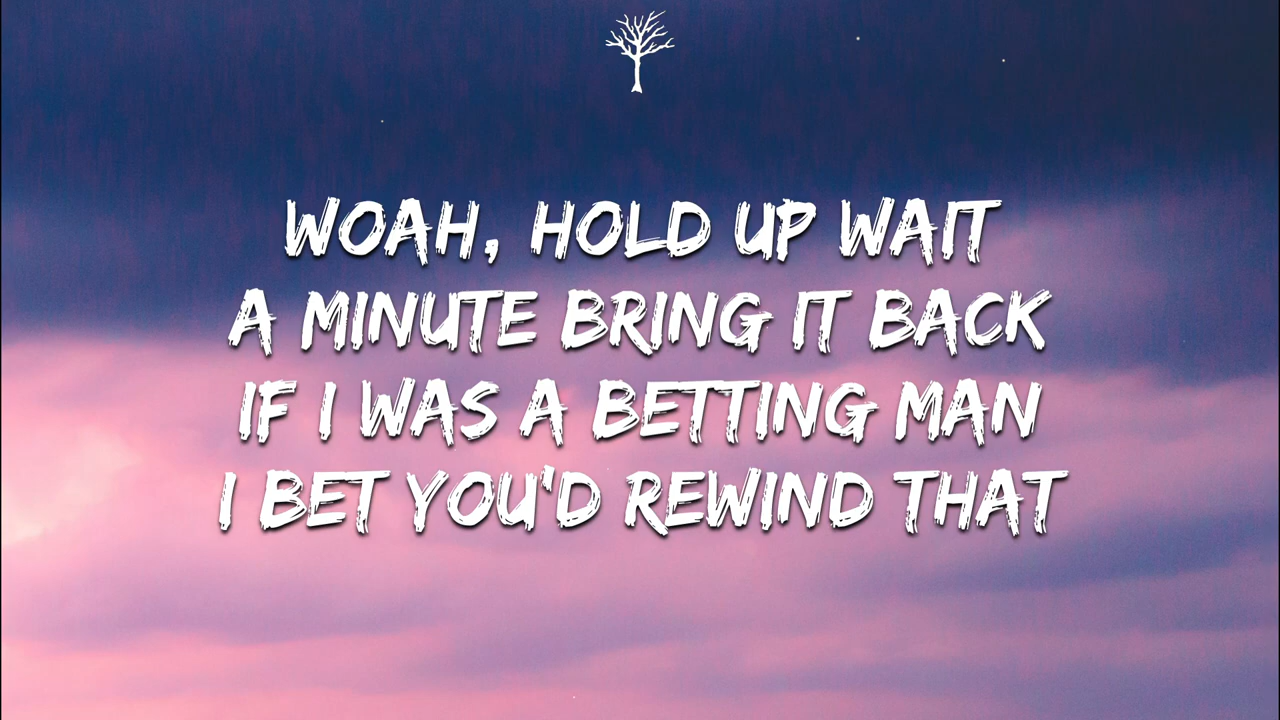 WOAH, HOLD UP WAIT
A MINUTE BRING IT BACK
IF I WAS A BETTING MAN
I BET YOU'D REWIND THAT